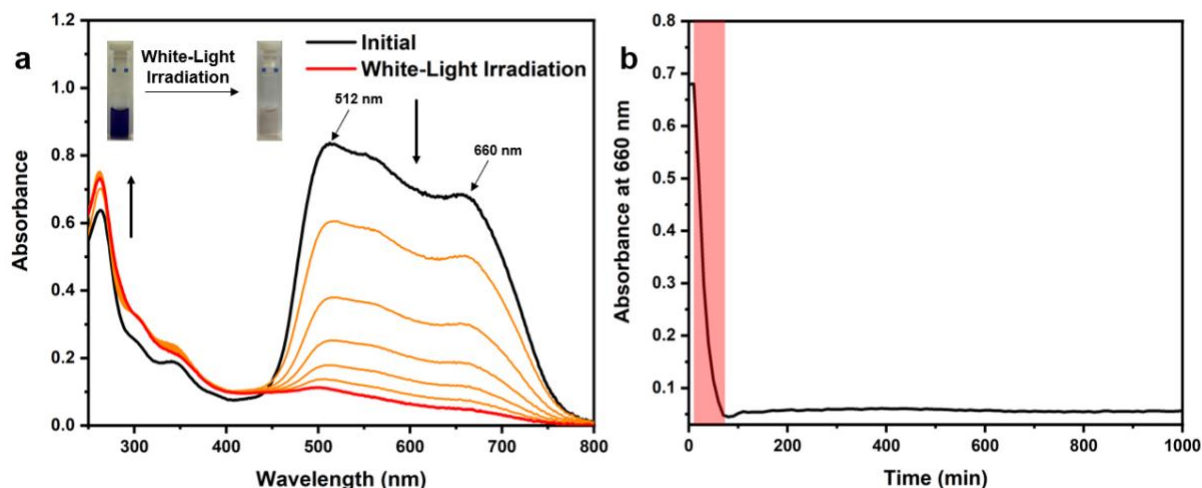 a
White-Light
Irradiation
Initial
White-Light Irradiation
512 nm
660 nm
1.2
1.0
0.8
0.6
0.4
0.2
0.0
Absorbance
300 400 500 600 700 800
Wavelength (nm)
b
0.8
0.7
0.6
0.5
0.4
0.3
0.2
0.1
Absorbance at 660 nm
0 200 400 600 800 1000
Time (min)